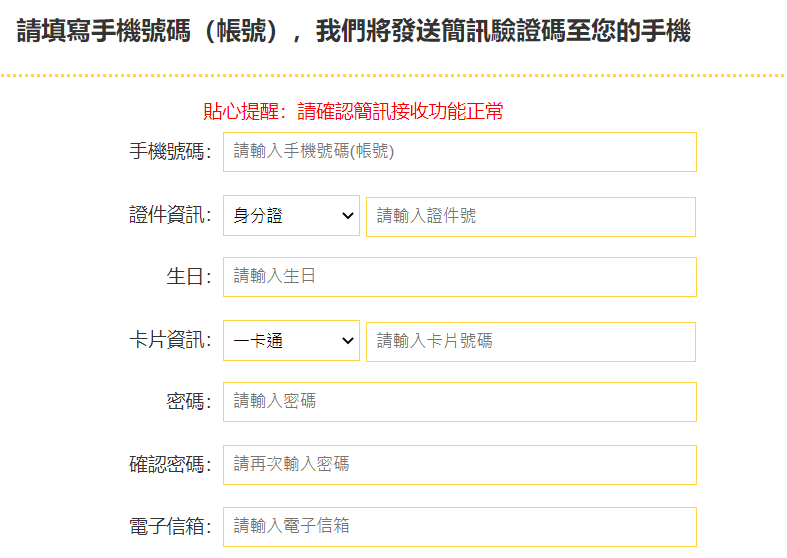 請填寫手機號碼（帳號），我們將發送簡訊驗證碼至您的手機
貼心提醒：請確認簡訊接收功能正常
手機號碼： 請輸入手機號碼(帳號)
證件資訊： 身分證 請輸入證件號
生日： 請輸入生日
卡片資訊： 一卡通 請輸入卡片號碼
密碼： 請輸入密碼
確認密碼： 請再次輸入密碼
電子信箱： 請輸入電子信箱